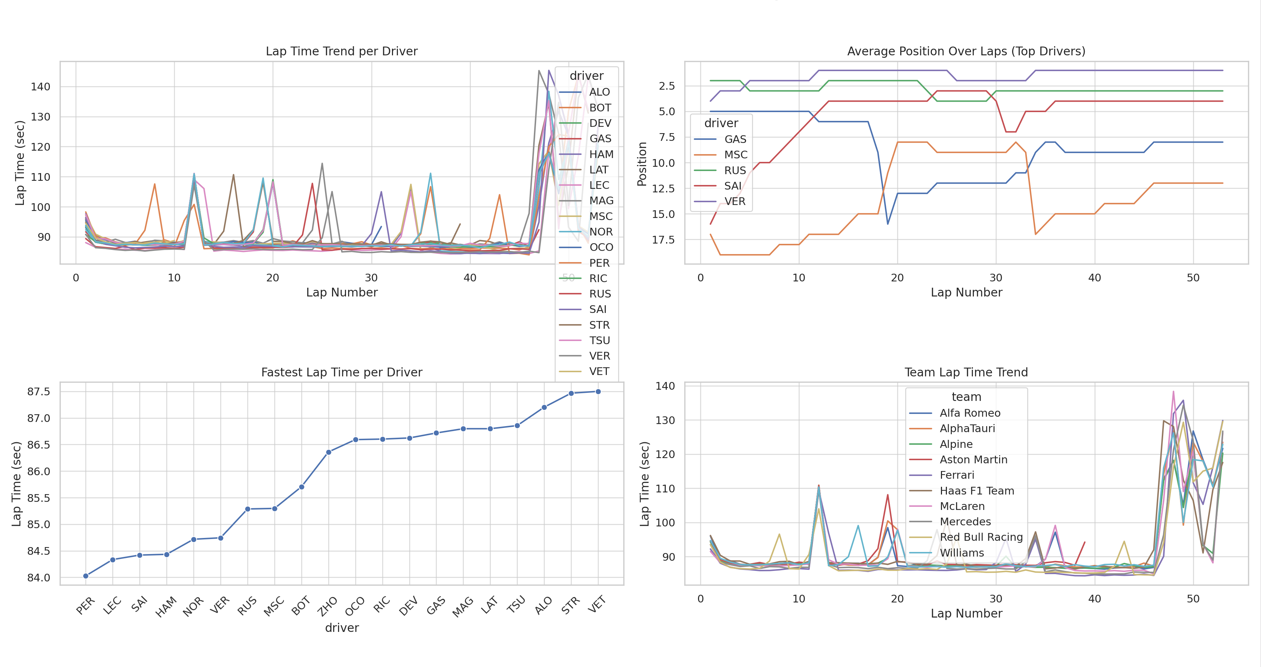 Lap Time Trend per Driver
Lap Time (sec)
140
130
120
110
100
90
0
10
20
30
40
50
Lap Number
driver
ALO
BOT
DEV
GAS
HAM
LAT
LEC
MAG
MSC
NOR
OCO
PER
RIC
RUS
SAI
STR
TSU
VER
VET
Average Position Over Laps (Top Drivers)
Position
2.5
5.0
7.5
10.0
12.5
15.0
17.5
driver
GAS
MSC
RUS
SAI
VER
0
10
20
30
40
50
Lap Number
Fastest Lap Time per Driver
Lap Time (sec)
87.5
87.0
86.5
86.0
85.5
85.0
84.5
84.0
PER
LEC
SAI
HAM
NOR
VER
RUS
MSC
BOT
ZHO
OCO
RIC
DEV
GAS
MAG
LAT
TSU
ALO
STR
VET
driver
Team Lap Time Trend
Lap Time (sec)
140
130
120
110
100
90
team
Alfa Romeo
AlphaTauri
Alpine
Aston Martin
Ferrari
Haas F1 Team
McLaren
Mercedes
Red Bull Racing
Williams
0
10
20
30
40
50
Lap Number